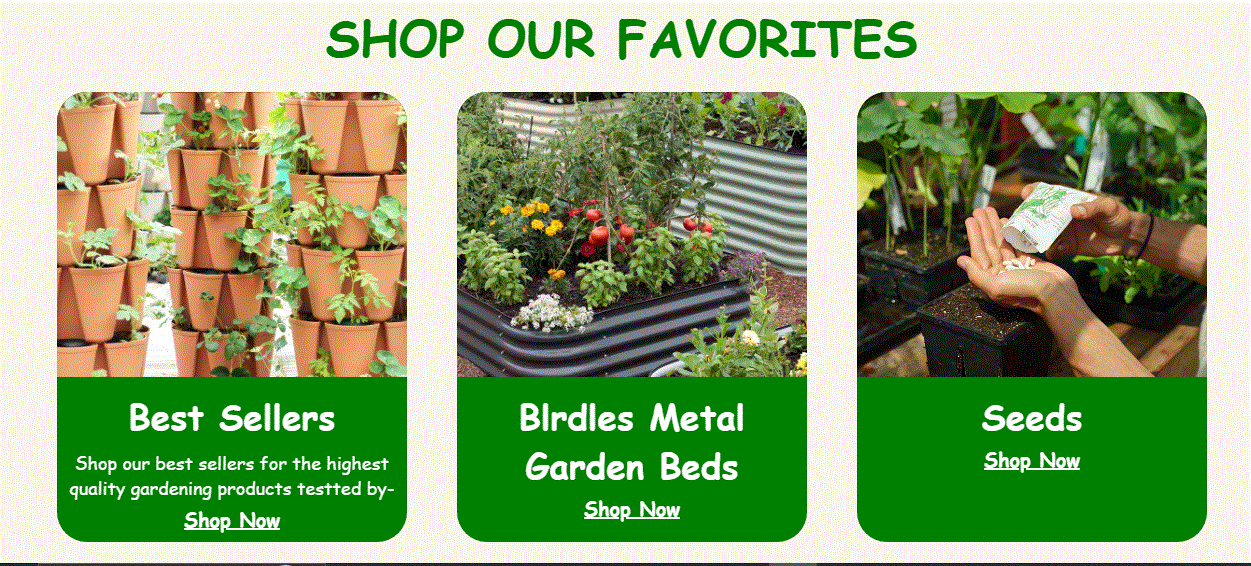 SHOP OUR FAVORITES
Best Sellers
Shop our best sellers for the highest
quality gardening products testted by-
Shop Now
Blrdles Metal
Garden Beds
Shop Now
Seeds
Shop Now